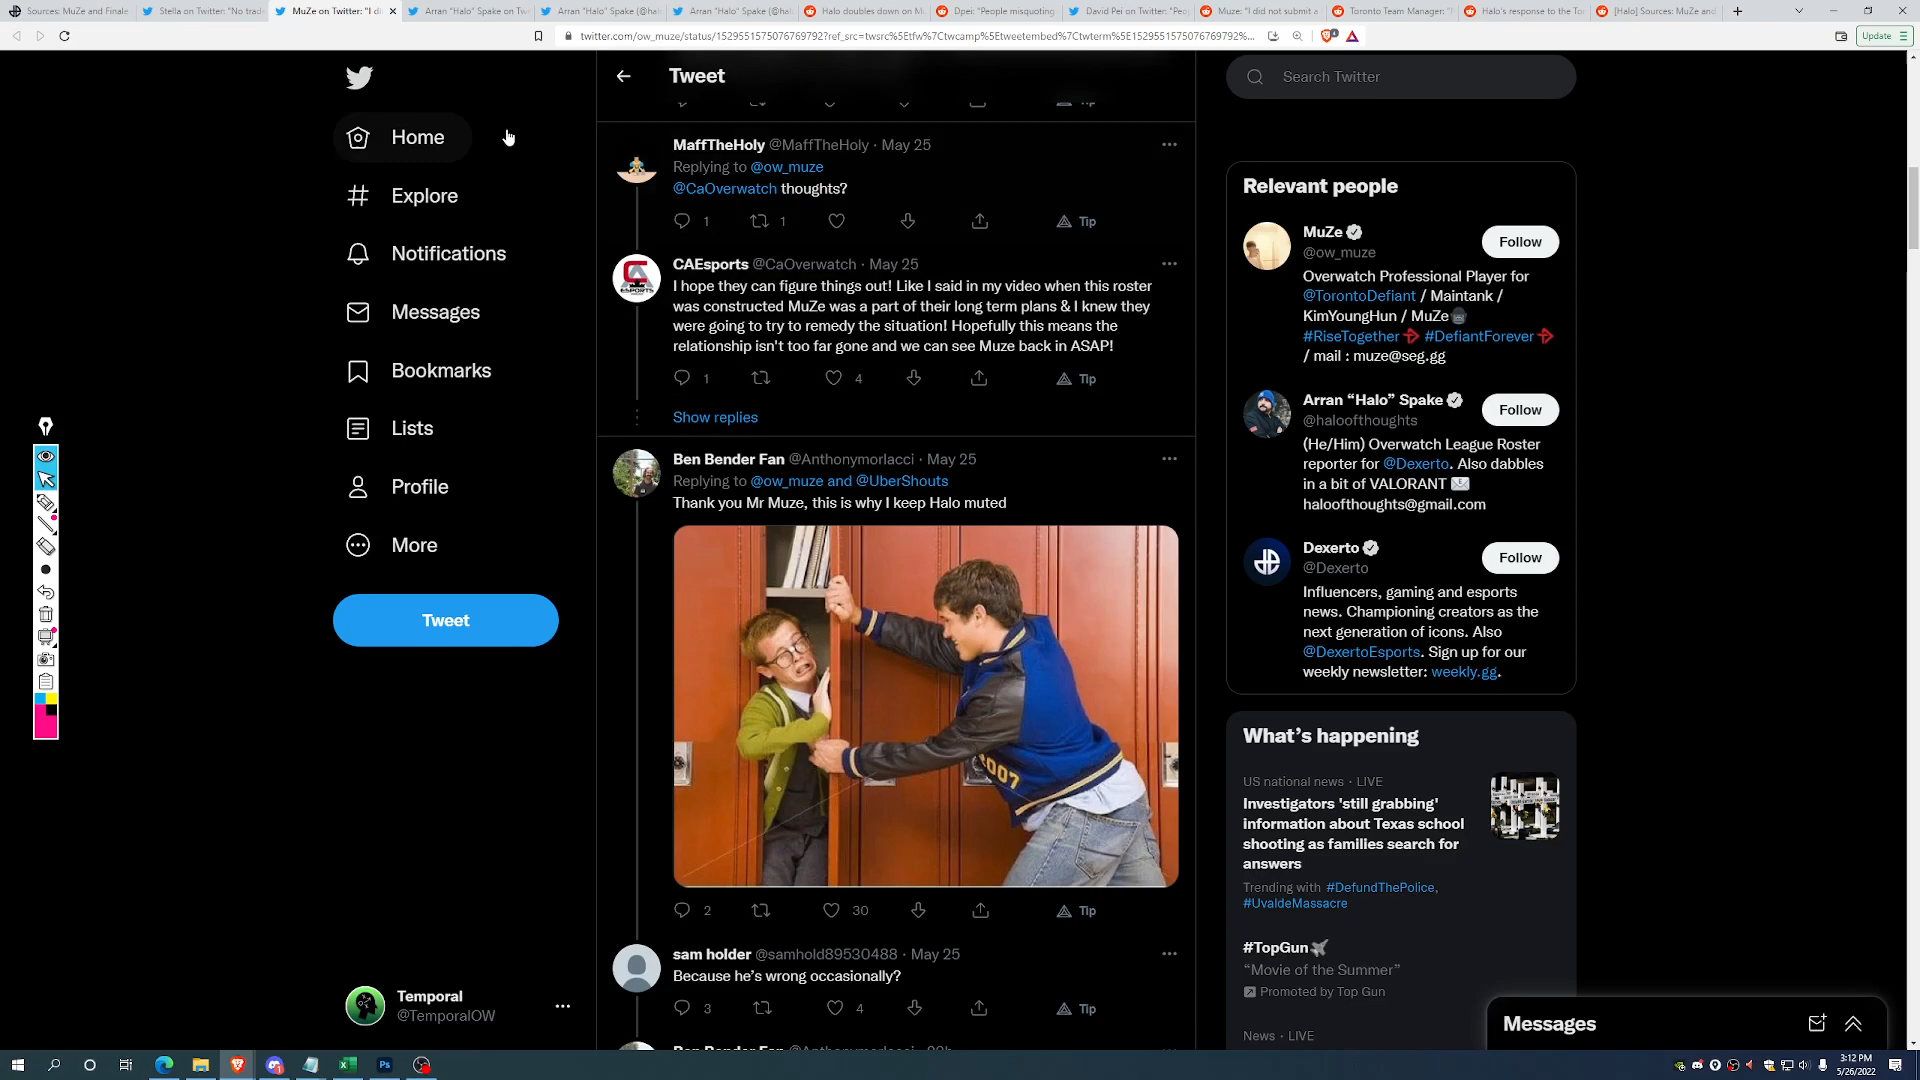 Sources: MuZe and Finale
Stella on Twitter: "No trade
MuZe on Twitter: "I di
Arran "Halo" Spake on Twi
Arran "Halo" Spake (@halo
Arran "Halo" Spake (@hal
Halo doubles down on M
Dpei: "People misquoting
David Pei on Twitter: "Peop
Muze: "I did not submit a
Toronto Team Manager: "I
Halo's response to the To
[Halo] Sources: MuZe and
twitter.com/ow_muze/status/1529551575076769792?ref_src=twsrc%5Etfw%7Ctwcamp%5Etweetembed%7Ctwterm%5E1529551575076769792%...
Update
Home
Explore
Notifications
Messages
Bookmarks
Lists
Profile
More
Tweet
Temporal
@TemporalOW
Tweet
MaffTheHoly @MaffTheHoly · May 25
Replying to @ow_muze
@CaOverwatch thoughts?
1 1 Tip
CAEsports @CaOverwatch · May 25
I hope they can figure things out! Like I said in my video when this roster
was constructed MuZe was a part of their long term plans & I knew they
were going to try to remedy the situation! Hopefully this means the
relationship isn't too far gone and we can see Muze back in ASAP!
1 4 Tip
Show replies
Ben Bender Fan @Anthonymorlacci · May 25
Replying to @ow_muze and @UberShouts
Thank you Mr Muze, this is why I keep Halo muted
2007
2 30 Tip
sam holder @samhold89530488 · May 25
Because he's wrong occasionally?
3 4 Tip
Search Twitter
Relevant people
MuZe
@ow_muze
Follow
Overwatch Professional Player for
@TorontoDefiant / Maintank /
KimYoungHun / MuZe
#RiseTogether #DefiantForever
/ mail : muze@seg.gg
Arran “Halo” Spake
@haloofthoughts
Follow
(He/Him) Overwatch League Roster
reporter for @Dexerto. Also dabbles
in a bit of VALORANT
haloofthoughts@gmail.com
Dexerto
@Dexerto
Follow
Influencers, gaming and esports
news. Championing creators as the
next generation of icons. Also
@DexertoEsports. Sign up for our
weekly newsletter: weekly.gg.
What's happening
US national news · LIVE
Investigators 'still grabbing'
information about Texas school
shooting as families search for
answers
Trending with #DefundThePolice,
#UvaldeMassacre
#TopGun
“Movie of the Summer”
Promoted by Top Gun
News · LIVE
Messages
3:12 PM
5/26/2022